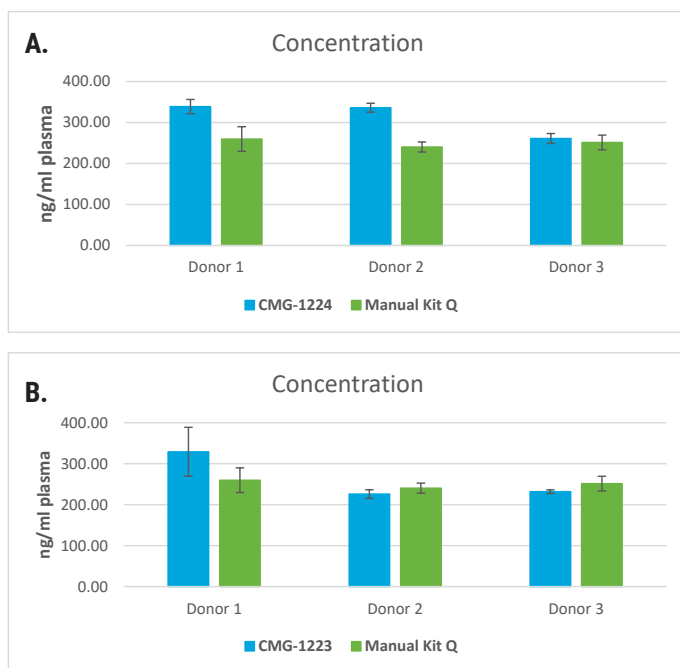 A.
Concentration
ng/ml plasma
400.00
300.00
200.00
100.00
0.00
Donor 1 Donor 2 Donor 3
CMG-1224 Manual Kit Q
B.
Concentration
ng/ml plasma
400.00
300.00
200.00
100.00
0.00
Donor 1 Donor 2 Donor 3
CMG-1223 Manual Kit Q